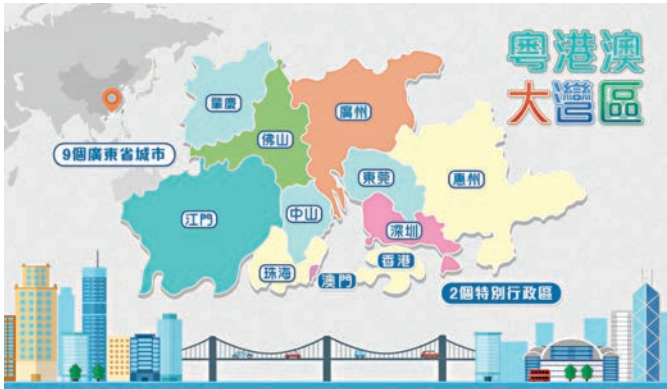 粵港澳
大灣區
肇慶
廣州
佛山
9個廣東省城市
東莞
惠州
江門
中山
深圳
香港
珠海
澳門
2個特別行政區